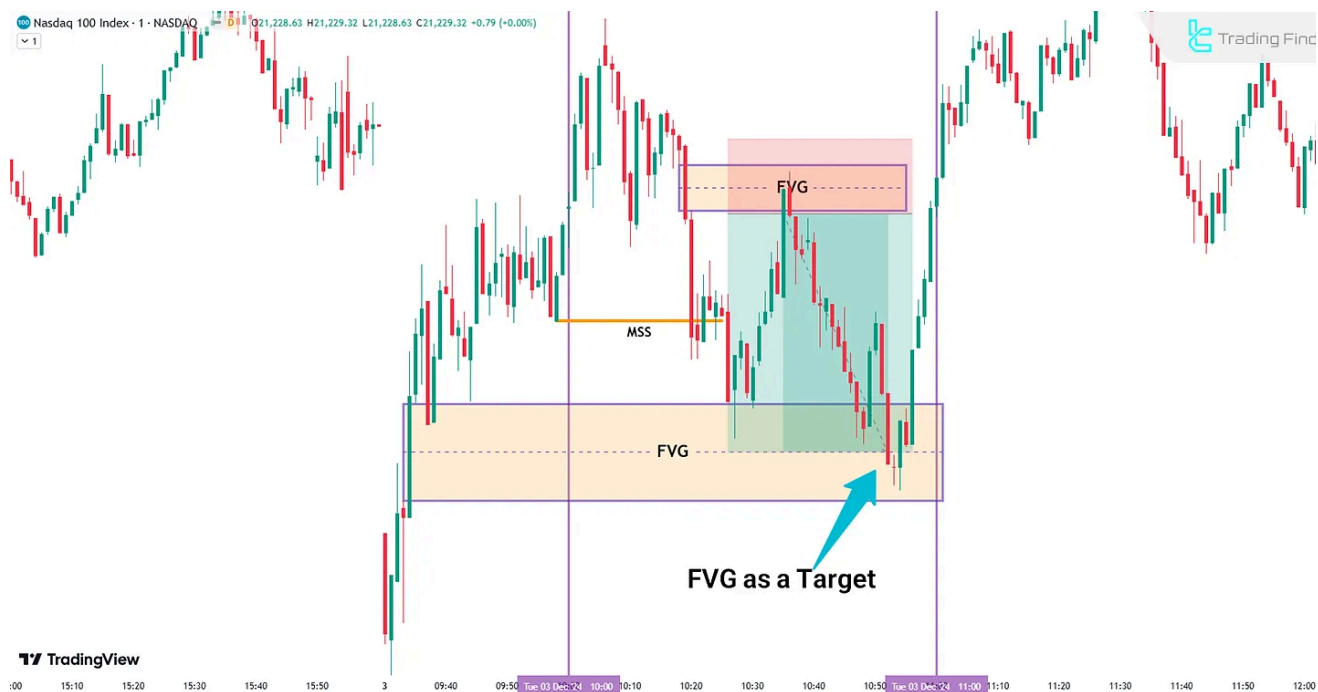 Nasdaq 100 Index · 1 · NASDAQ D O21,228.63 H21,229.32 L21,228.63 C21,229.32 +0.79 (+0.00%)
1
Trading Find
FVG
MSS
FVG
FVG as a Target
TradingView
:00 15:10 15:20 15:30 15:40 15:50 3 09:40 09:50 Tue 03 Dec '24 10:00 10:10 10:20 10:30 10:40 10:50 Tue 03 Dec '24 11:00 11:10 11:20 11:30 11:40 11:50 12:00